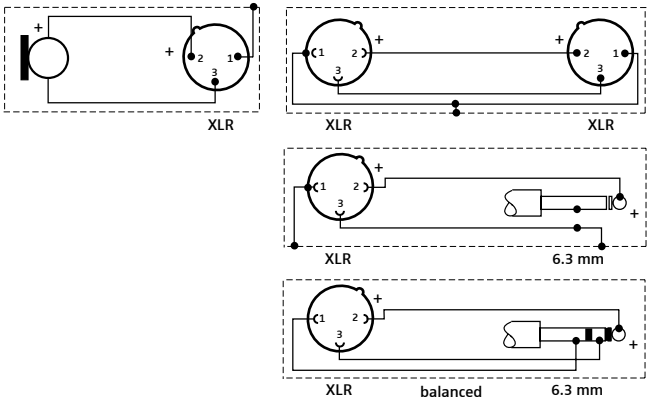 +
+ 2 1
3
XLR
1 2 + + 2 1
3 3
XLR XLR
1 2 +
3 +
XLR 6.3 mm
1 2 +
3 +
XLR balanced 6.3 mm